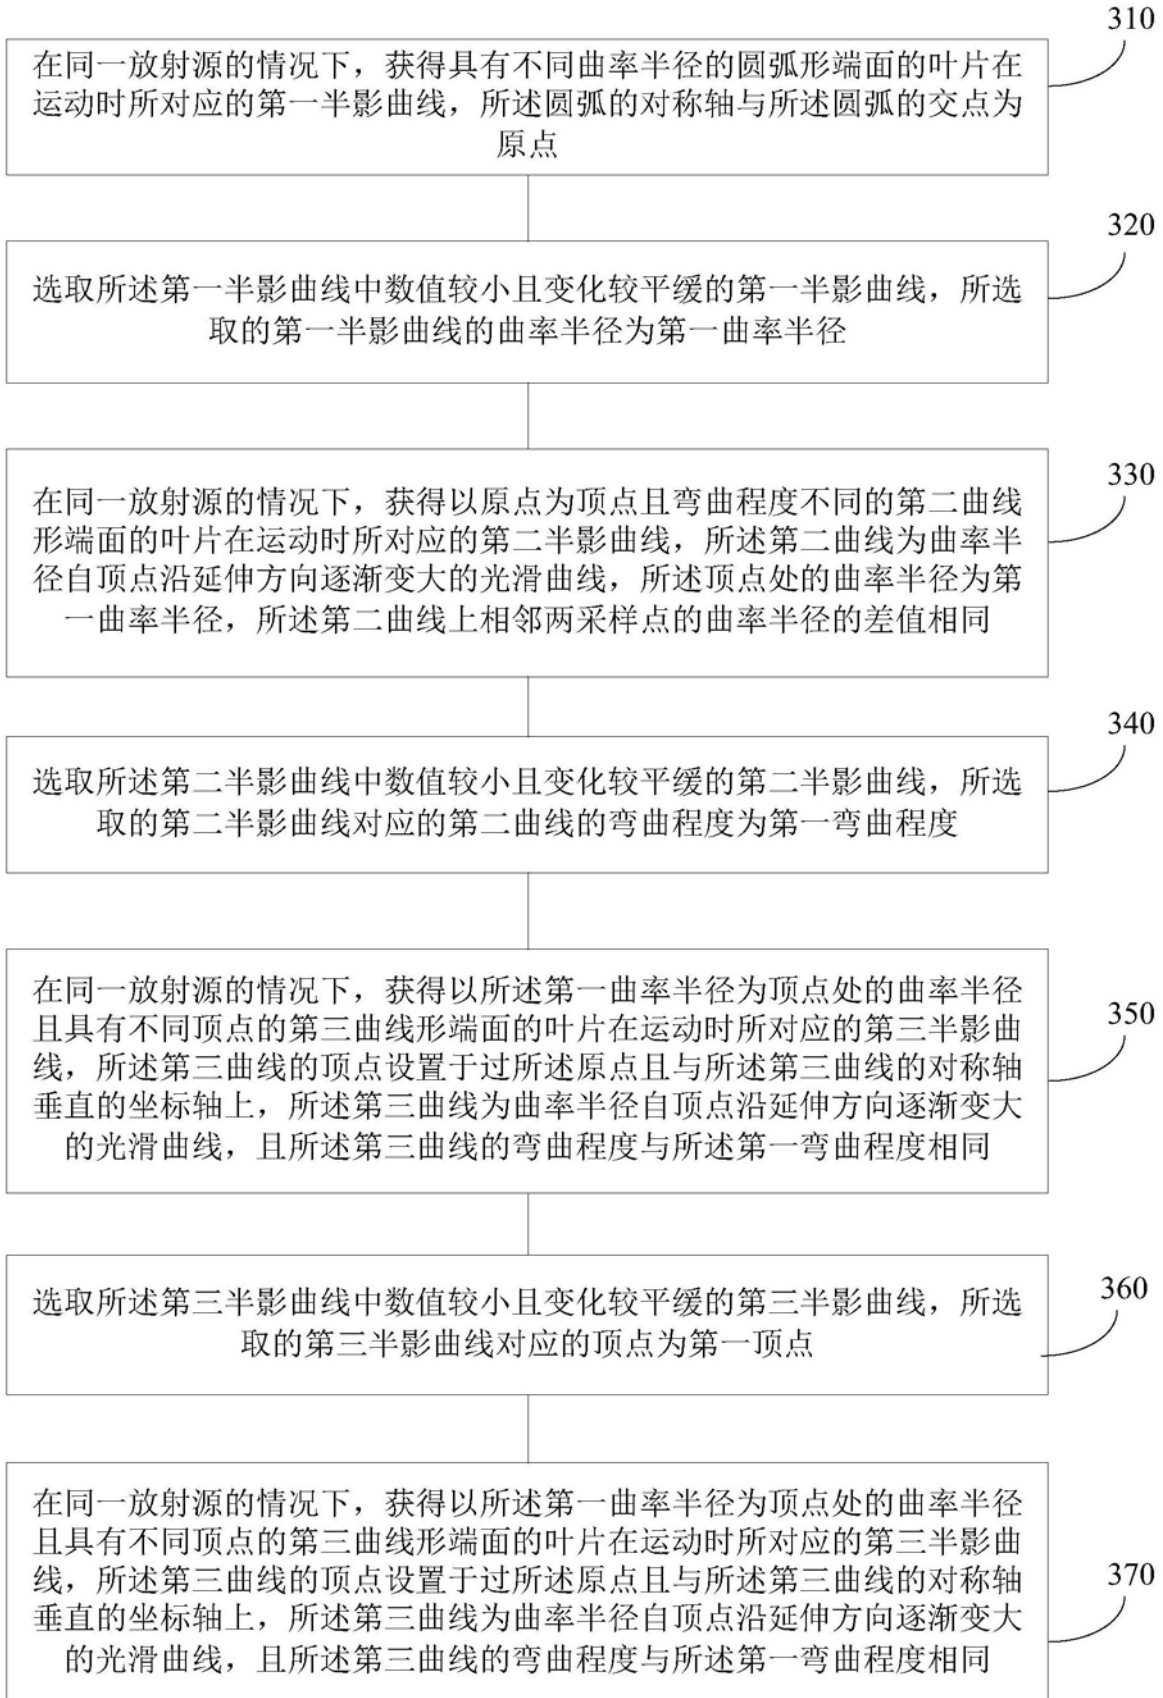 310
在同一放射源的情况下，获得具有不同曲率半径的圆弧形端面的叶片在
运动时所对应的第一半影曲线，所述圆弧的对称轴与所述圆弧的交点为
原点
320
选取所述第一半影曲线中数值较小且变化较平缓的第一半影曲线，所选
取的第一半影曲线的曲率半径为第一曲率半径
330
在同一放射源的情况下，获得以原点为顶点且弯曲程度不同的第二曲线
形端面的叶片在运动时所对应的第二半影曲线，所述第二曲线为曲率半
径自顶点沿延伸方向逐渐变大的光滑曲线，所述顶点处的曲率半径为第
一曲率半径，所述第二曲线上相邻两采样点的曲率半径的差值相同
340
选取所述第二半影曲线中数值较小且变化较平缓的第二半影曲线，所选
取的第二半影曲线对应的第二曲线的弯曲程度为第一弯曲程度
350
在同一放射源的情况下，获得以所述第一曲率半径为顶点处的曲率半径
且具有不同顶点的第三曲线形端面的叶片在运动时所对应的第三半影曲
线，所述第三曲线的顶点设置于过所述原点且与所述第三曲线的对称轴
垂直的坐标轴上，所述第三曲线为曲率半径自顶点沿延伸方向逐渐变大
的光滑曲线，且所述第三曲线的弯曲程度与所述第一弯曲程度相同
360
选取所述第三半影曲线中数值较小且变化较平缓的第三半影曲线，所选
取的第三半影曲线对应的顶点为第一顶点
370
在同一放射源的情况下，获得以所述第一曲率半径为顶点处的曲率半径
且具有不同顶点的第三曲线形端面的叶片在运动时所对应的第三半影曲
线，所述第三曲线的顶点设置于过所述原点且与所述第三曲线的对称轴
垂直的坐标轴上，所述第三曲线为曲率半径自顶点沿延伸方向逐渐变大
的光滑曲线，且所述第三曲线的弯曲程度与所述第一弯曲程度相同